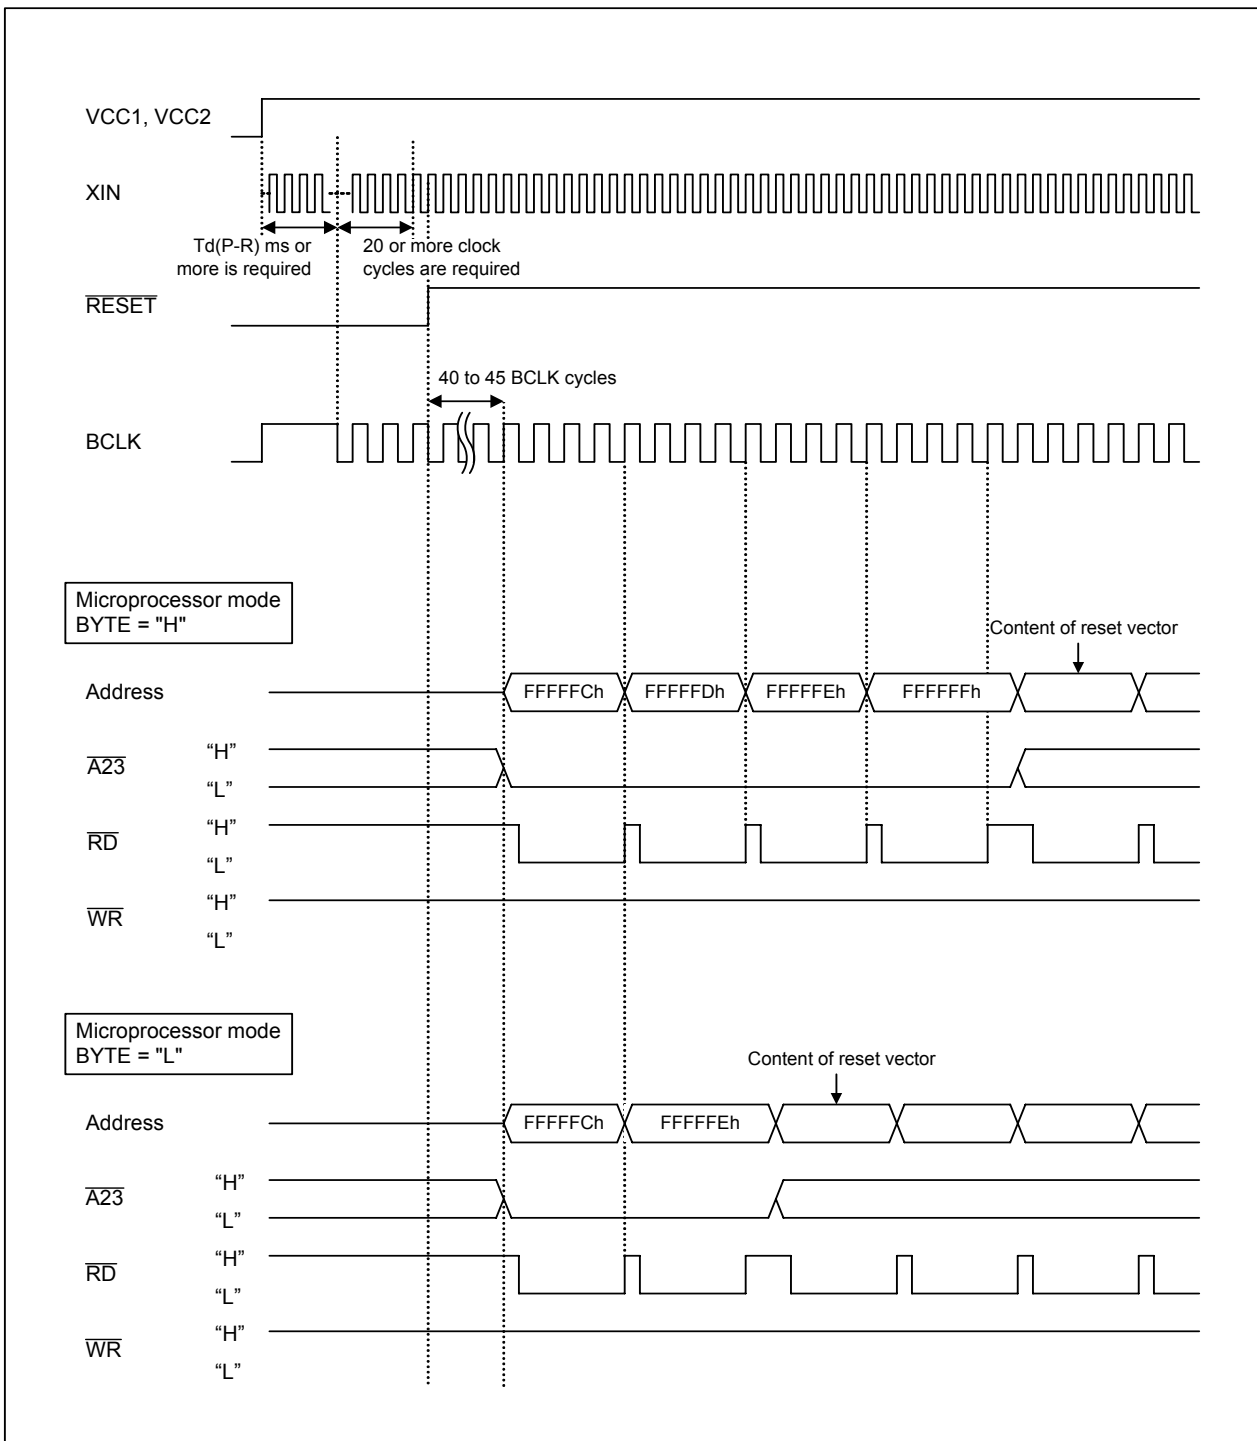 VCC1, VCC2
XIN
Td(P-R) ms or
more is required
20 or more clock
cycles are required
RESET
40 to 45 BCLK cycles
BCLK
Microprocessor mode
BYTE = "H"
Content of reset vector
Address
FFFFFCh
FFFFFDh
FFFFFEh
FFFFFFh
A23
“H”
“L”
RD
“H”
“L”
WR
“H”
“L”
Microprocessor mode
BYTE = "L"
Content of reset vector
Address
FFFFFCh
FFFFFEh
A23
“H”
“L”
RD
“H”
“L”
WR
“H”
“L”